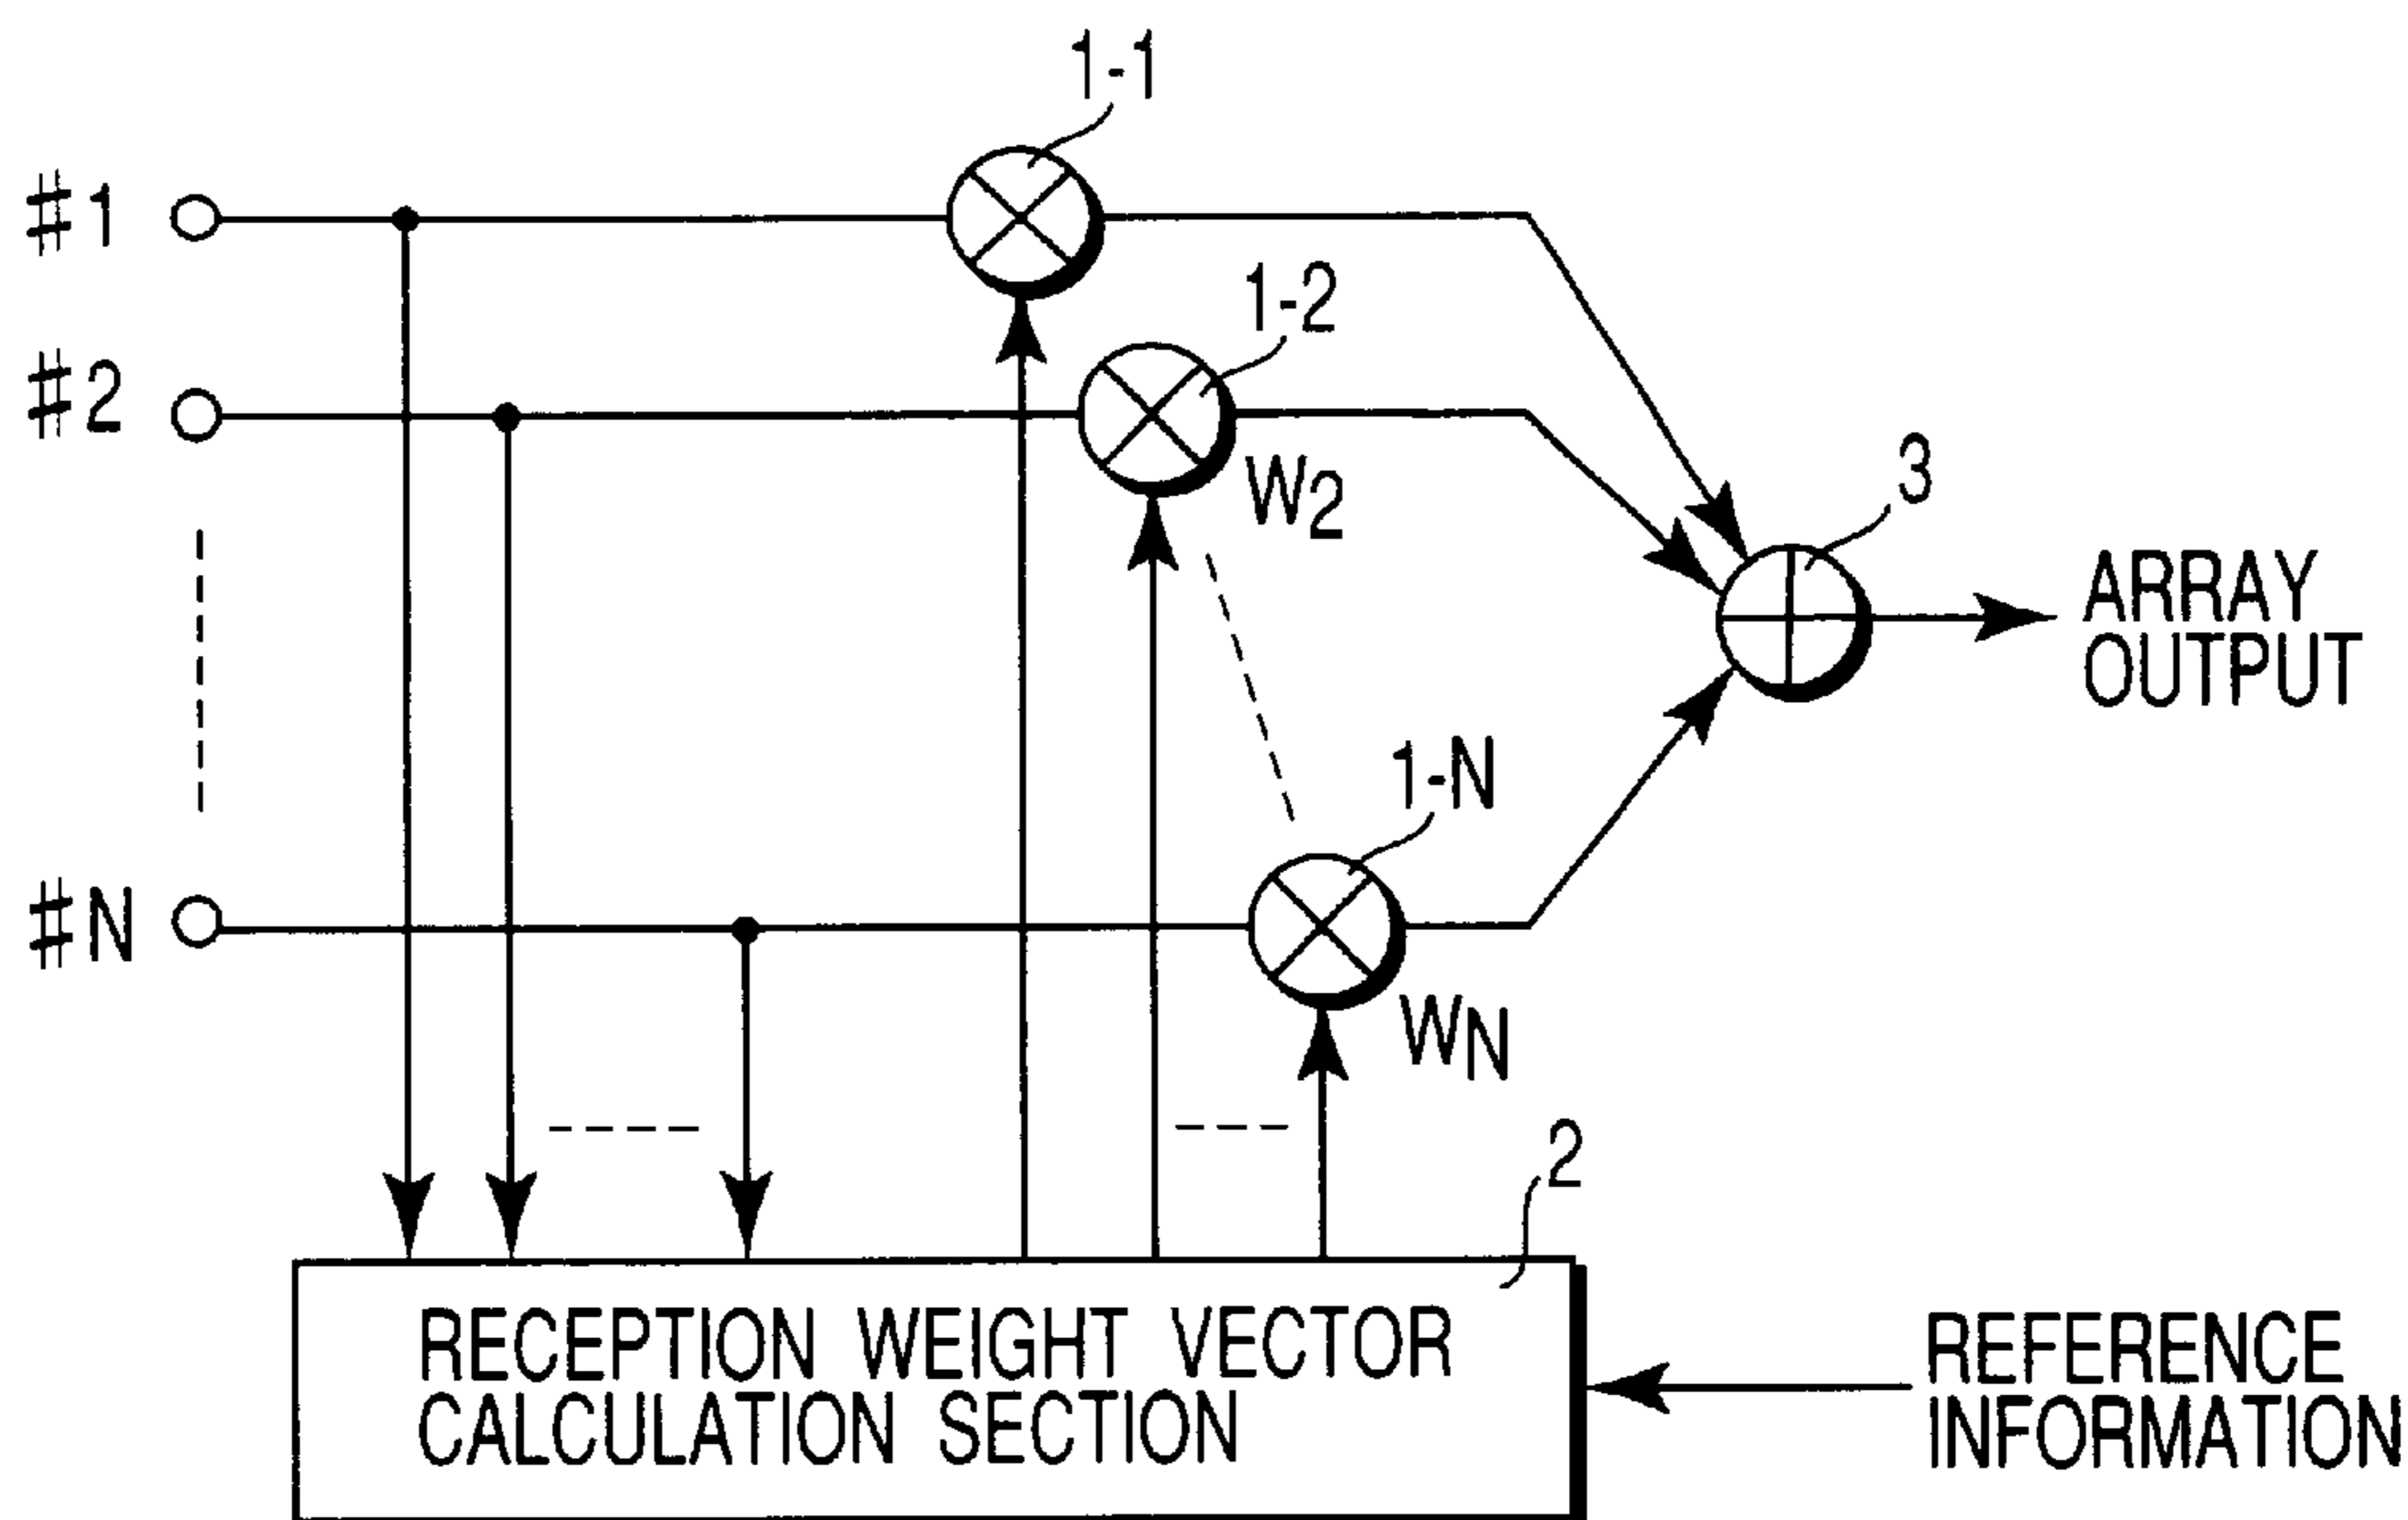 1-1
#1
1-2
#2
W2
3
ARRAY
OUTPUT
1-N
#N
WN
2
RECEPTION WEIGHT VECTOR
CALCULATION SECTION
REFERENCE
INFORMATION